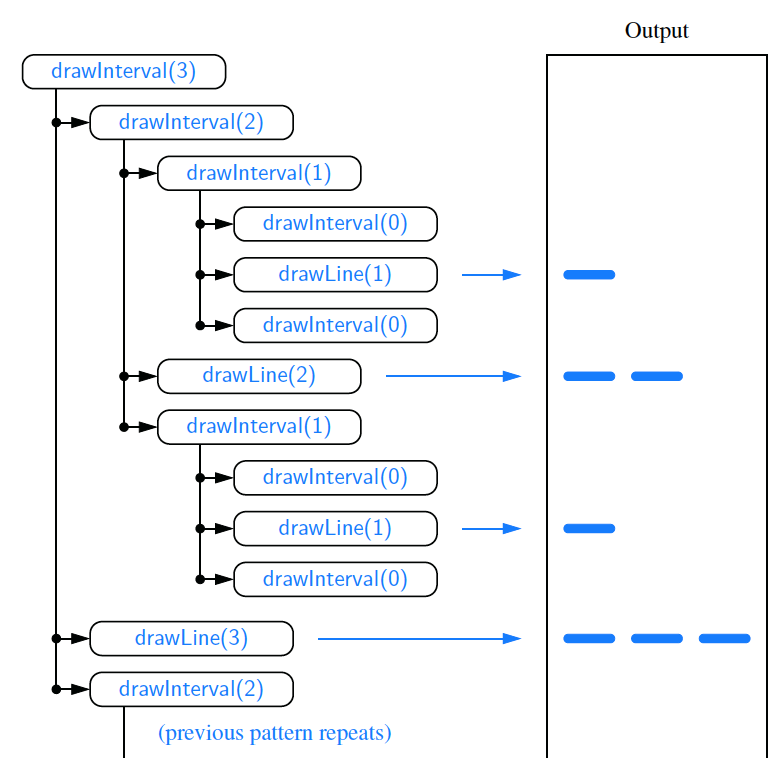 Output
drawInterval(3)
drawInterval(2)
drawInterval(1)
drawInterval(0)
drawLine(1)
drawInterval(0)
drawLine(2)
drawInterval(1)
drawInterval(0)
drawLine(1)
drawInterval(0)
drawLine(3)
drawInterval(2)
(previous pattern repeats)